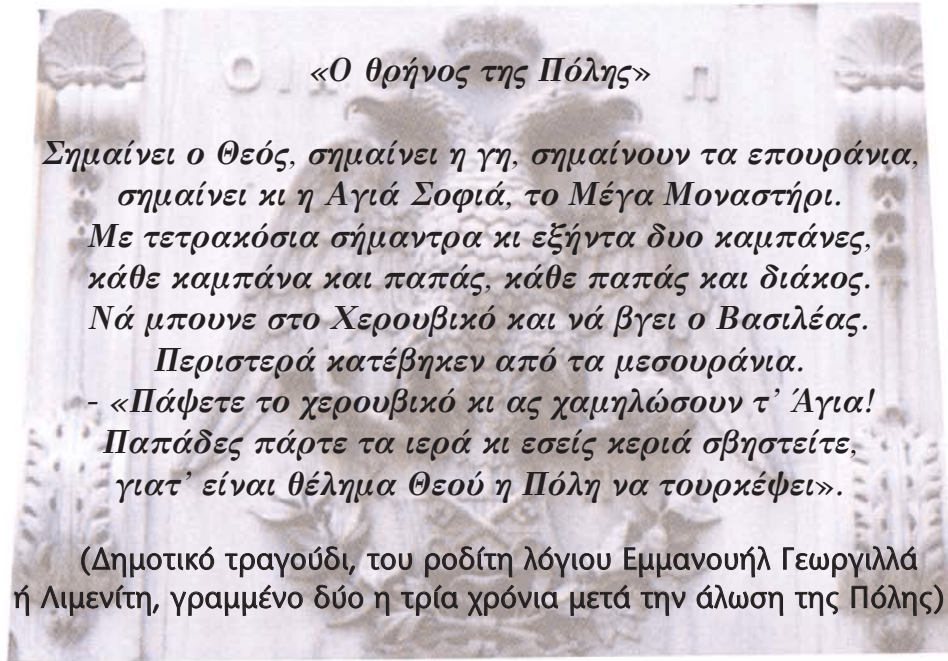 «Ο θρήνος της Πόλης»
Σημαίνει ο Θεός, σημαίνει η γη, σημαίνουν τα επουράνια,
σημαίνει κι η Αγιά Σοφιά, το Μέγα Μοναστήρι.
Με τετρακόσια σήμαντρα κι εξήντα δυο καμπάνες,
κάθε καμπάνα και παπάς, κάθε παπάς και διάκος.
Νά μπουνε στο Χερουβικό και νά βγει ο Βασιλέας.
Περιστερά κατέβηκεν από τα μεσουράνια.
- «Πάψετε το χερουβικό κι ας χαμηλώσουν τ’ Άγια!
Παπάδες πάρτε τα ιερά κι εσείς κεριά σβηστείτε,
γιατ’ είναι θέλημα Θεού η Πόλη να τουρκέψει».
(Δημοτικό τραγούδι, του ροδίτη λόγιου Εμμανουήλ Γεωργιλλά
ή Λιμενίτη, γραμμένο δύο η τρία χρόνια μετά την άλωση της Πόλης)